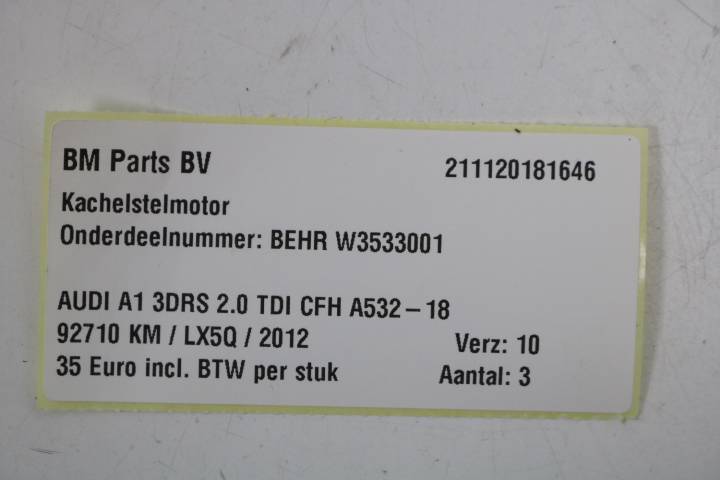 BM Parts BV 211120181646
Kachelstelmotor
Onderdeelnummer: BEHR W3533001
AUDI A1 3DRS 2.0 TDI CFH A532-18
92710 KM / LX5Q / 2012 Verz: 10
35 Euro incl. BTW per stuk Aantal: 3